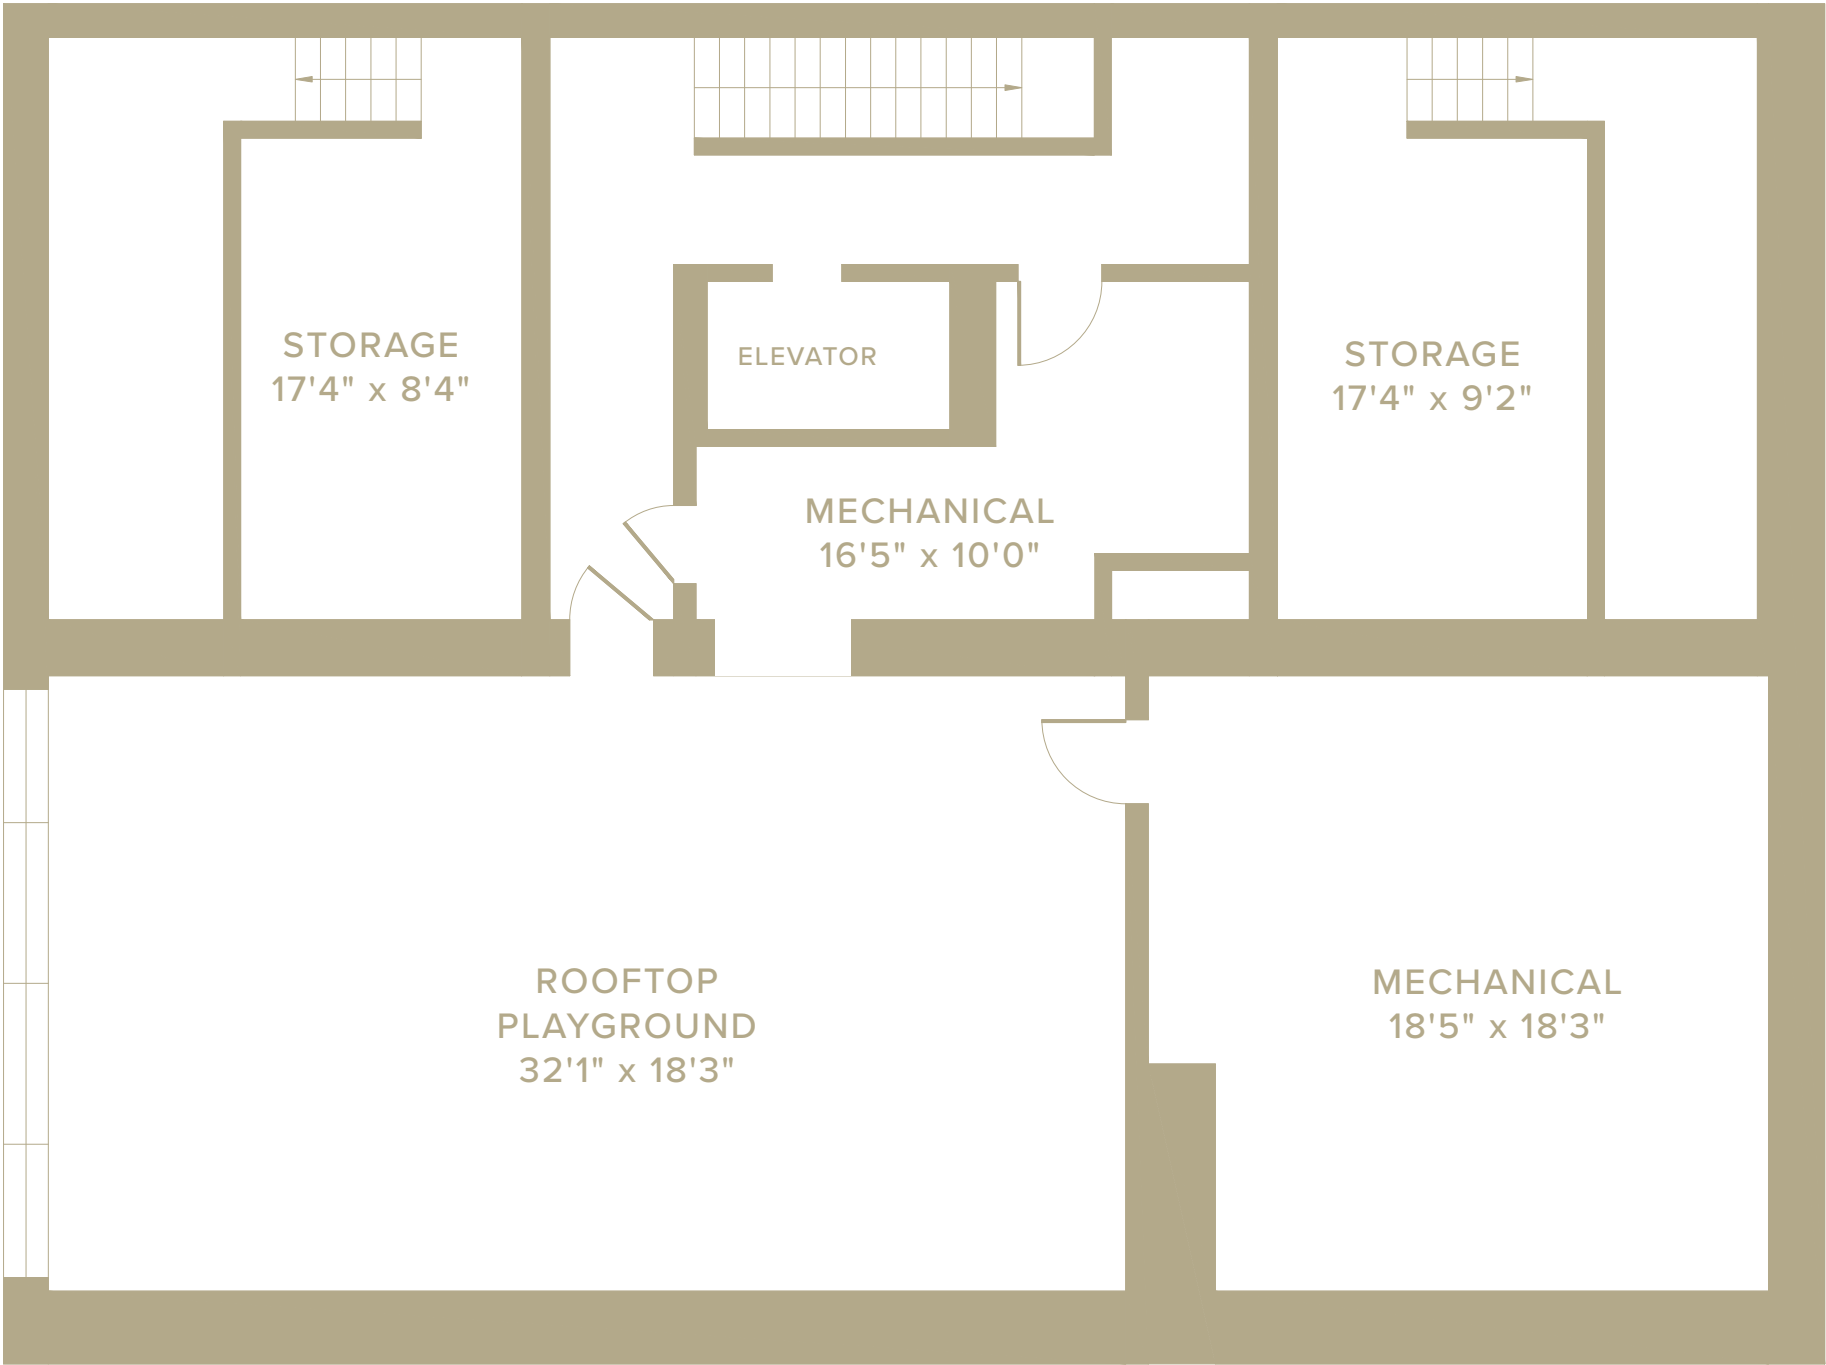 STORAGE
17'4" x 8'4"
ELEVATOR
STORAGE
17'4" x 9'2"
MECHANICAL
16'5" x 10'0"
ROOFTOP
PLAYGROUND
32'1" x 18'3"
MECHANICAL
18'5" x 18'3"